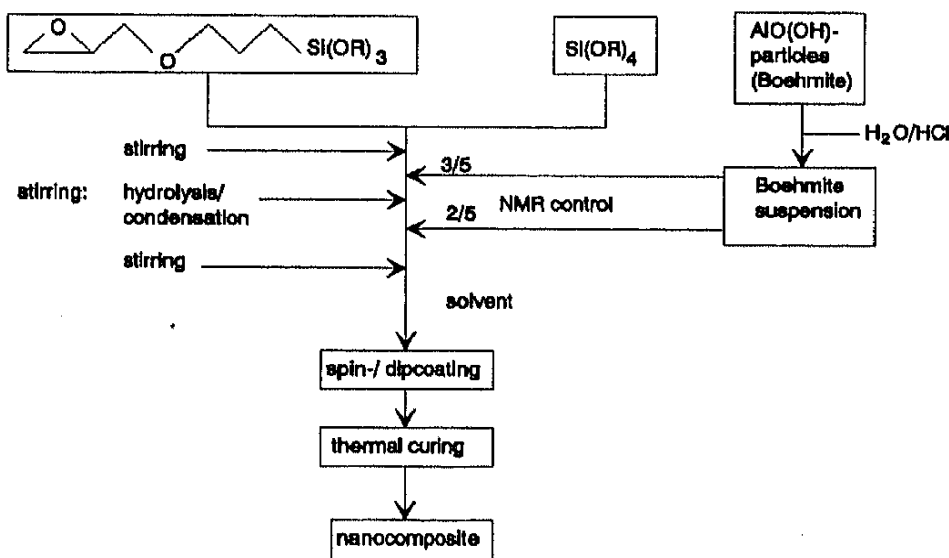 O
O
Si(OR)3
Si(OR)4
AlO(OH)-
particles
(Boehmite)
H2O/HCl
stirring
3/5
stirring:
hydrolysis/
condensation
NMR control
Boehmite
suspension
2/5
stirring
solvent
spin-/ dipcoating
thermal curing
nanocomposite